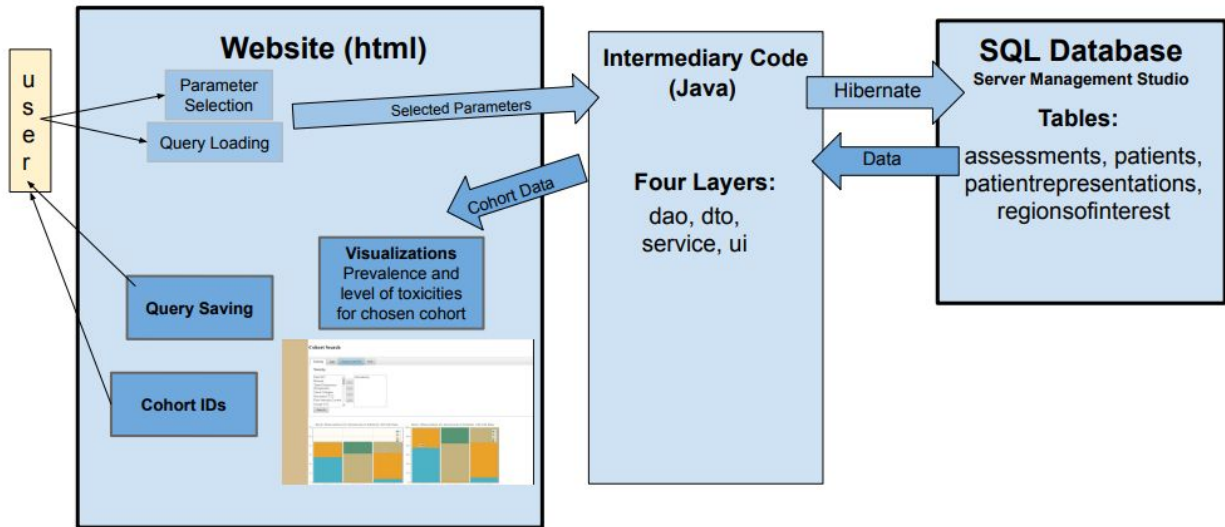 user
Website (html)
Parameter
Selection
Query Loading
Selected Parameters
Cohort Data
Visualizations
Prevalence and
level of toxicities
for chosen cohort
Query Saving
Cohort IDs
Cohort Search
Intermediary Code
(Java)
Four Layers:
dao, dto,
service, ui
Hibernate
Data
SQL Database
Server Management Studio
Tables:
assessments, patients,
patientrepresentations,
regionsofinterest